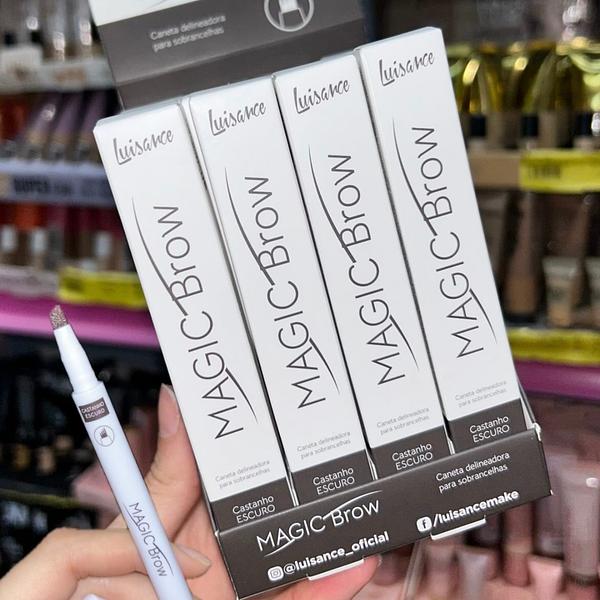 Caneta delineadora
para sobrancelhas
Luisance
MAGIC Brow
Caneta delineadora
para sobrancelhas
Castanho
ESCURO
Luisance
MAGIC Brow
Caneta delineadora
para sobrancelhas
Castanho
ESCURO
Luisance
MAGIC Brow
Caneta delineadora
para sobrancelhas
Castanho
ESCURO
Luisance
MAGIC Brow
Caneta delineadora
para sobrancelhas
Castanho
ESCURO
CASTANHO
ESCURO
MAGIC Brow
MAGIC Brow
Caneta delineadora
para sobrancelhas
@luisance_oficial
/luisancemake